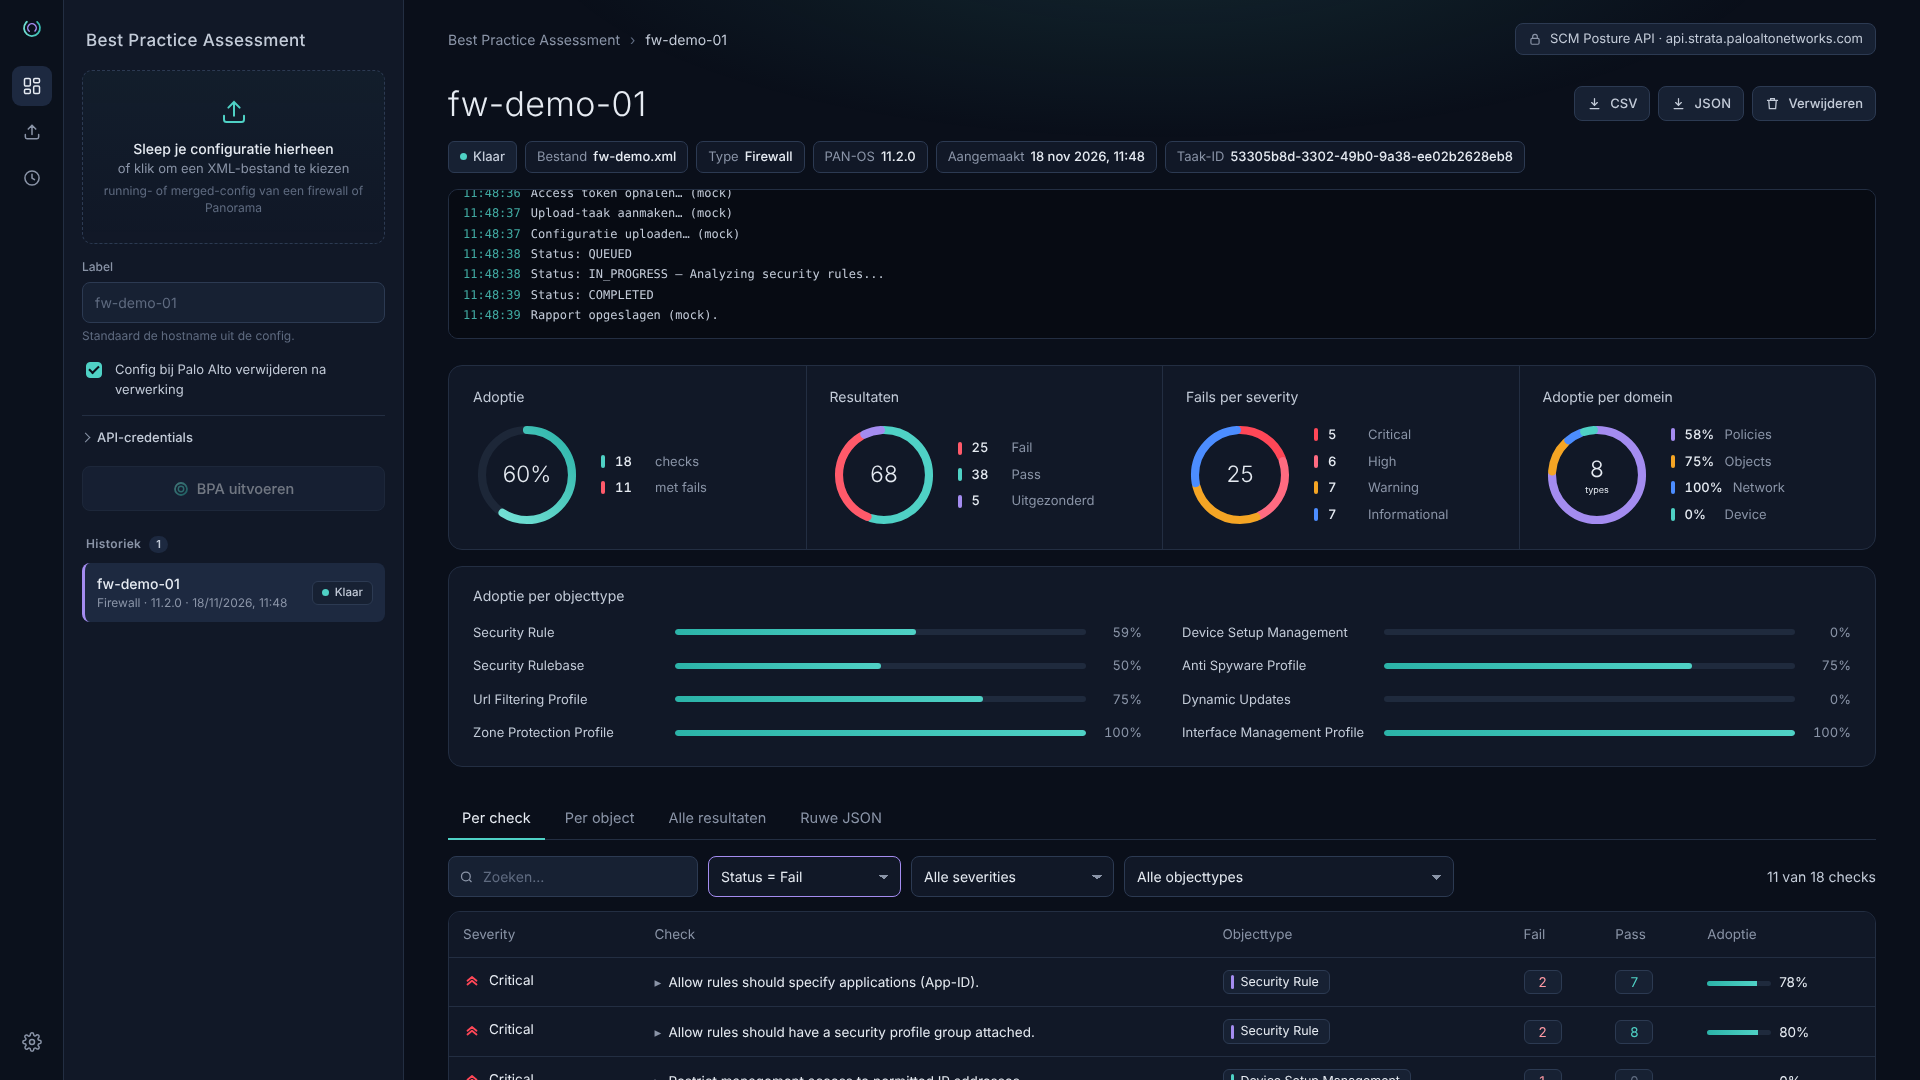 Best Practice Assessment
Sleep je configuratie hierheen
of klik om een XML-bestand te kiezen
running- of merged-config van een firewall of
Panorama
Label
fw-demo-01
Standaard de hostname uit de config.
Config bij Palo Alto verwijderen na
verwerking
API-credentials
BPA uitvoeren
Historiek 1
fw-demo-01
Firewall · 11.2.0 · 18/11/2026, 11:48
Klaar
Best Practice Assessment › fw-demo-01
SCM Posture API · api.strata.paloaltonetworks.com
fw-demo-01
CSV
JSON
Verwijderen
Klaar
Bestand fw-demo.xml
Type Firewall
PAN-OS 11.2.0
Aangemaakt 18 nov 2026, 11:48
Taak-ID 53305b8d-3302-49b0-9a38-ee02b2628eb8
11:48:36 Access token ophalen… (mock)
11:48:37 Upload-taak aanmaken… (mock)
11:48:37 Configuratie uploaden… (mock)
11:48:38 Status: QUEUED
11:48:38 Status: IN_PROGRESS — Analyzing security rules...
11:48:39 Status: COMPLETED
11:48:39 Rapport opgeslagen (mock).
Adoptie
60%
18 checks
11 met fails
Resultaten
68
25 Fail
38 Pass
5 Uitgezonderd
Fails per severity
25
5 Critical
6 High
7 Warning
7 Informational
Adoptie per domein
8
types
58% Policies
75% Objects
100% Network
0% Device
Adoptie per objecttype
Security Rule 59%
Security Rulebase 50%
Url Filtering Profile 75%
Zone Protection Profile 100%
Device Setup Management 0%
Anti Spyware Profile 75%
Dynamic Updates 0%
Interface Management Profile 100%
Per check
Per object
Alle resultaten
Ruwe JSON
Zoeken...
Status = Fail
Alle severities
Alle objecttypes
11 van 18 checks
Severity Check Objecttype Fail Pass Adoptie
Critical ▸ Allow rules should specify applications (App-ID). Security Rule 2 7 78%
Critical ▸ Allow rules should have a security profile group attached. Security Rule 2 8 80%
Critical ▸ Restrict management access to permitted IP addresses. Device Setup Management 1 0 0%